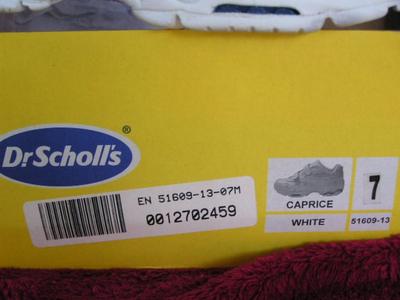 Dr Scholl's ®
EN 51609-13-07M
0012702459
CAPRICE
WHITE
7
51609-13